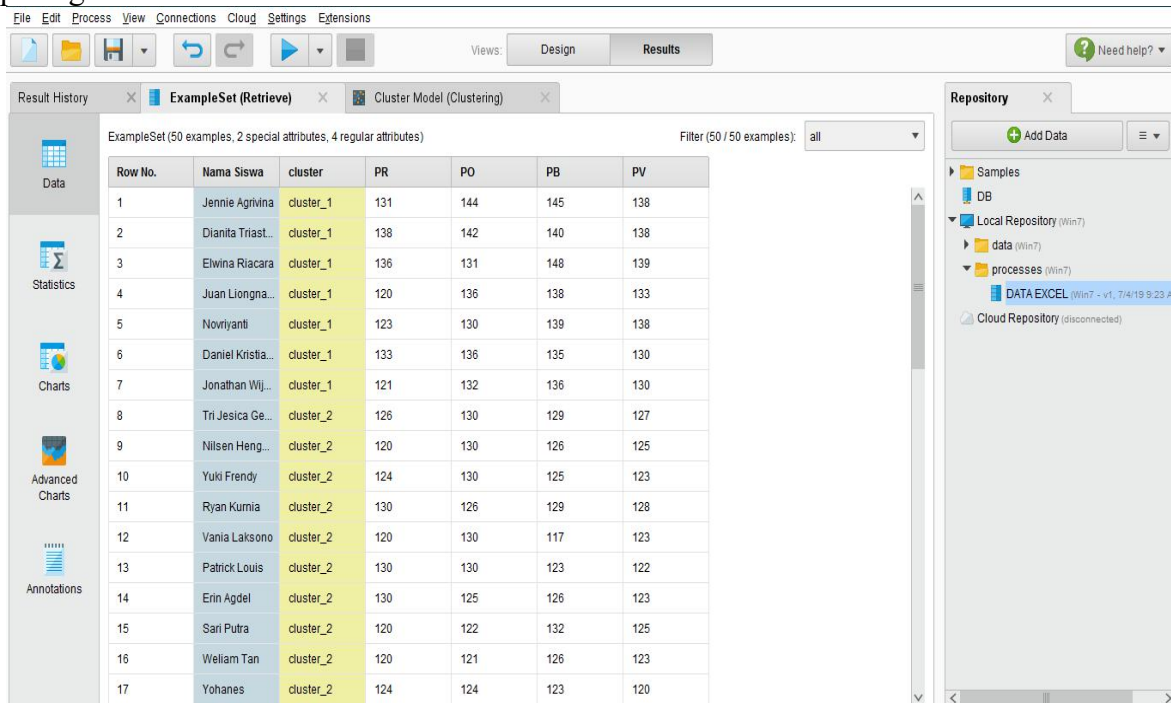 File Edit Process View Connections Cloud Settings Extensions
Views: Design Results Need help?
Result History ExampleSet (Retrieve) Cluster Model (Clustering) Repository
ExampleSet (50 examples, 2 special attributes, 4 regular attributes) Filter (50 / 50 examples): all Add Data
Row No. Nama Siswa cluster PR PO PB PV
1 Jennie Agrivina cluster_1 131 144 145 138
2 Dianita Triast... cluster_1 138 142 140 138
3 Elwina Riacara cluster_1 136 131 148 139
4 Juan Liongna... cluster_1 120 136 138 133
5 Novriyanti cluster_1 123 130 139 138
6 Daniel Kristia... cluster_1 133 136 135 130
7 Jonathan Wij... cluster_1 121 132 136 130
8 Tri Jesica Ge... cluster_2 126 130 129 127
9 Nilsen Heng... cluster_2 120 130 126 125
10 Yuki Frendy cluster_2 124 130 125 123
11 Ryan Kurnia cluster_2 130 126 129 128
12 Vania Laksono cluster_2 120 130 117 123
13 Patrick Louis cluster_2 130 130 123 122
14 Erin Agdel cluster_2 130 125 126 123
15 Sari Putra cluster_2 120 122 132 125
16 Weliam Tan cluster_2 120 121 126 123
17 Yohanes cluster_2 124 124 123 120
Data
Statistics
Charts
Advanced
Charts
Annotations
Samples
DB
Local Repository (Win7)
data (Win7)
processes (Win7)
DATA EXCEL (Win7 - v1, 7/4/19 9:23 A
Cloud Repository (disconnected)